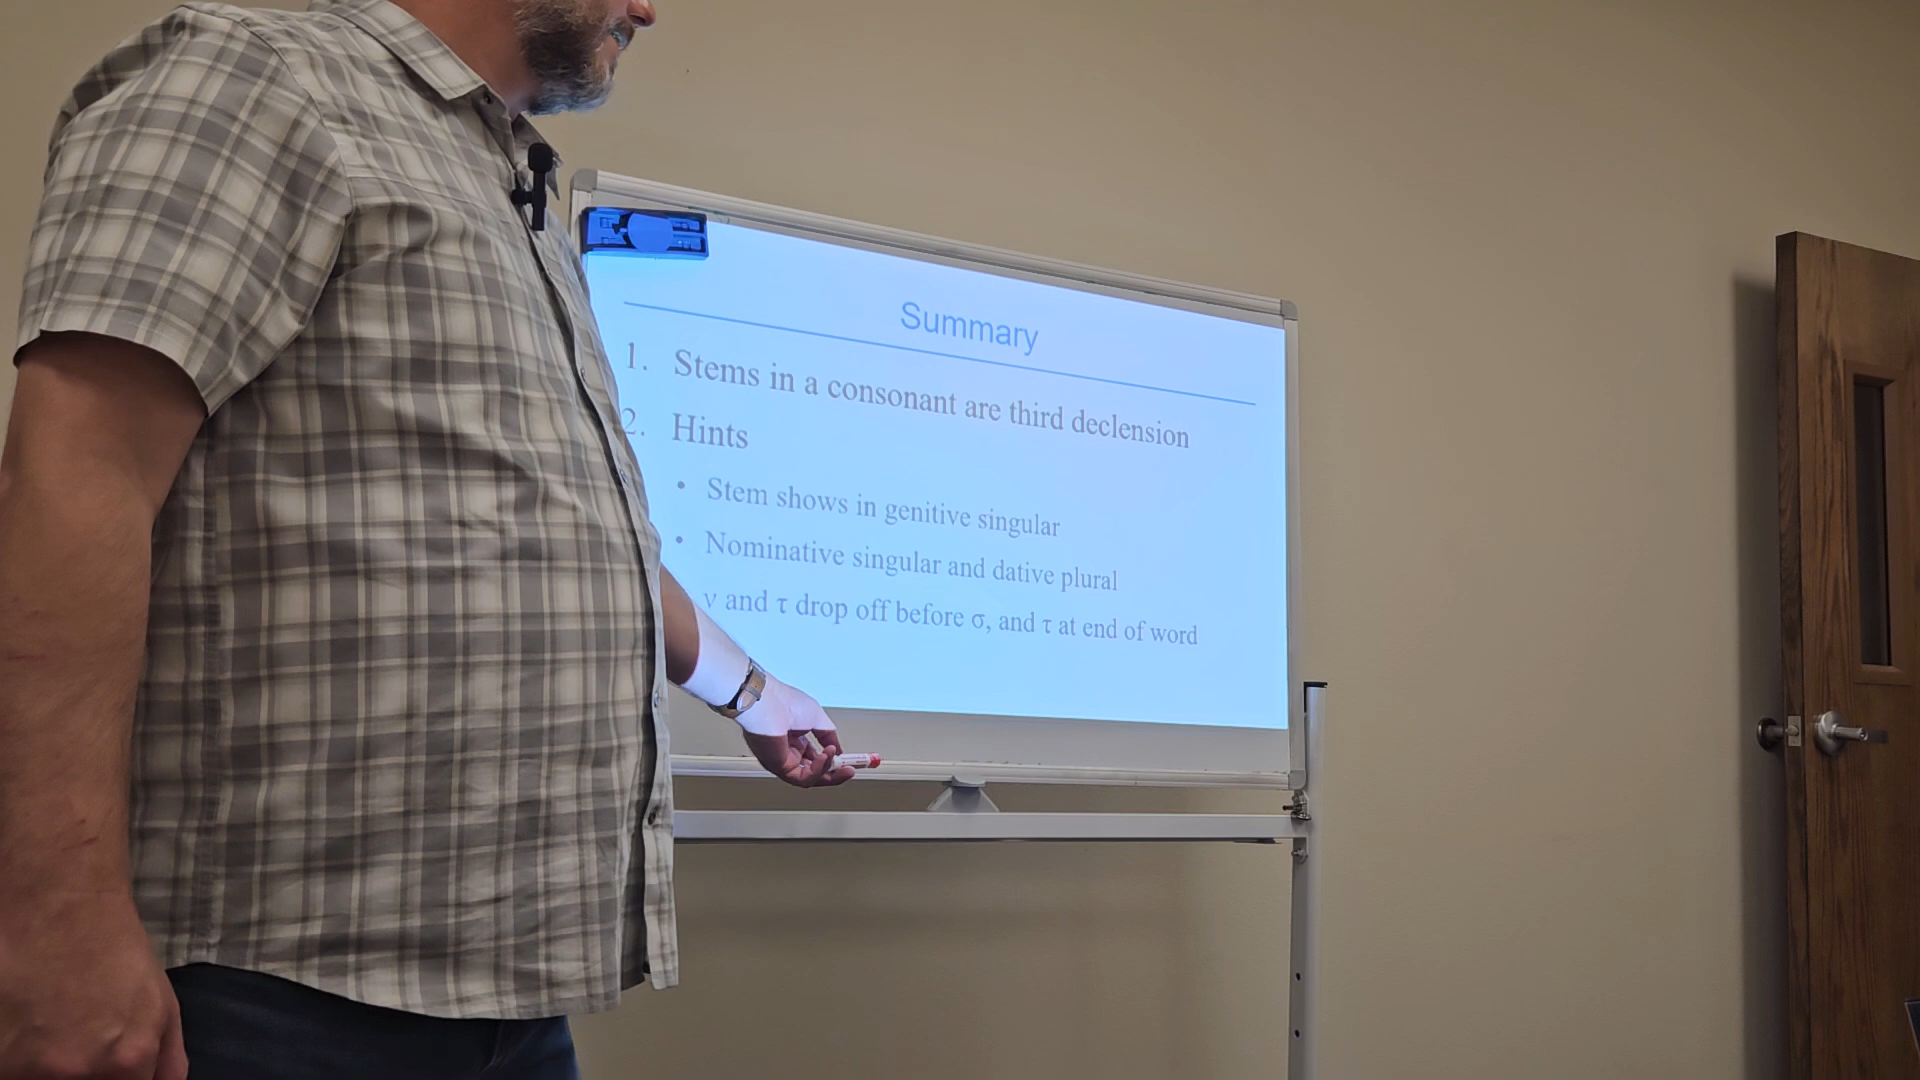 Summary
1. Stems in a consonant are third declension
2. Hints
• Stem shows in genitive singular
• Nominative singular and dative plural
ν and τ drop off before σ, and τ at end of word